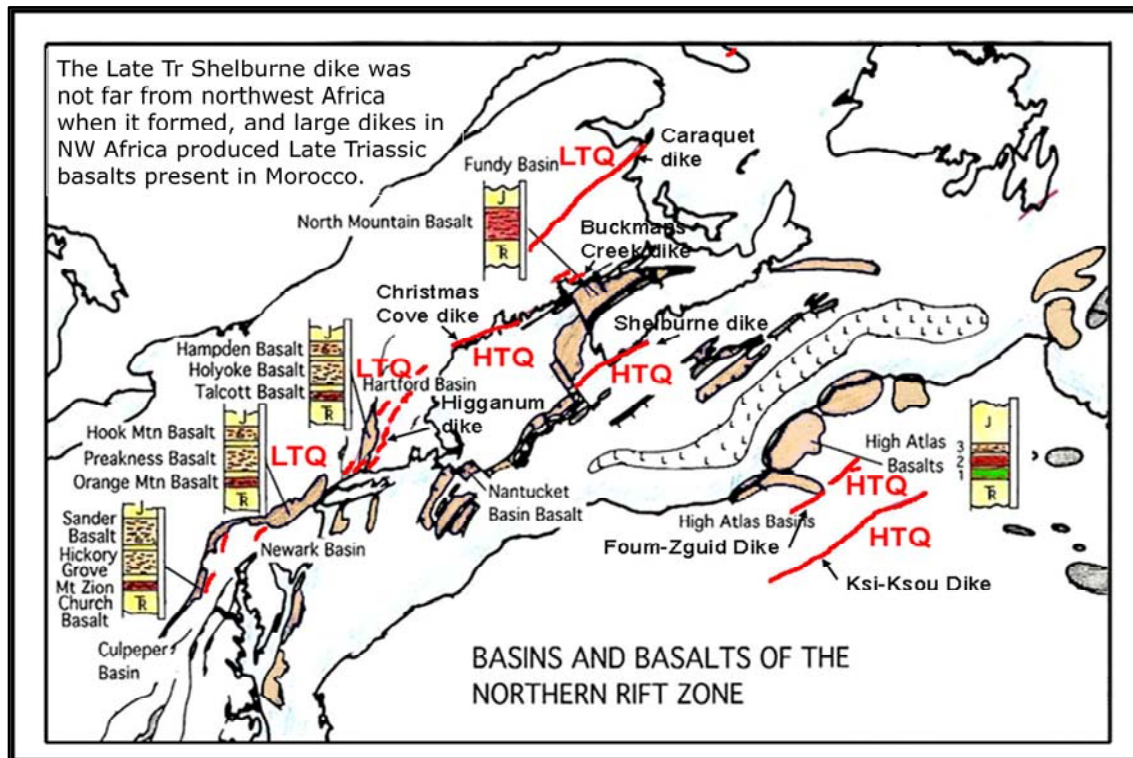 The Late Tr Shelburne dike was
not far from northwest Africa
when it formed, and large dikes in
NW Africa produced Late Triassic
basalts present in Morocco.
Caraquet
dike
LTQ
Fundy Basin
J
North Mountain Basalt
TR
Buckmans
Creek dike
Christmas
Cove dike
HTQ
Shelburne dike
HTQ
J
Hampden Basalt
Holyoke Basalt
Talcott Basalt
TR
LTQ
Hartford Basin
Higganum
dike
J
Hook Mtn Basalt
Preakness Basalt
Orange Mtn Basalt
TR
LTQ
Nantucket
Basin Basalt
J
High Atlas
Basalts
3
2
1
TR
HTQ
High Atlas Basins
Foum-Zguid Dike
HTQ
Ksi-Ksou Dike
Newark Basin
J
Sander
Basalt
Hickory
Grove
Mt Zion
Church
Basalt
TR
Culpeper
Basin
BASINS AND BASALTS OF THE
NORTHERN RIFT ZONE